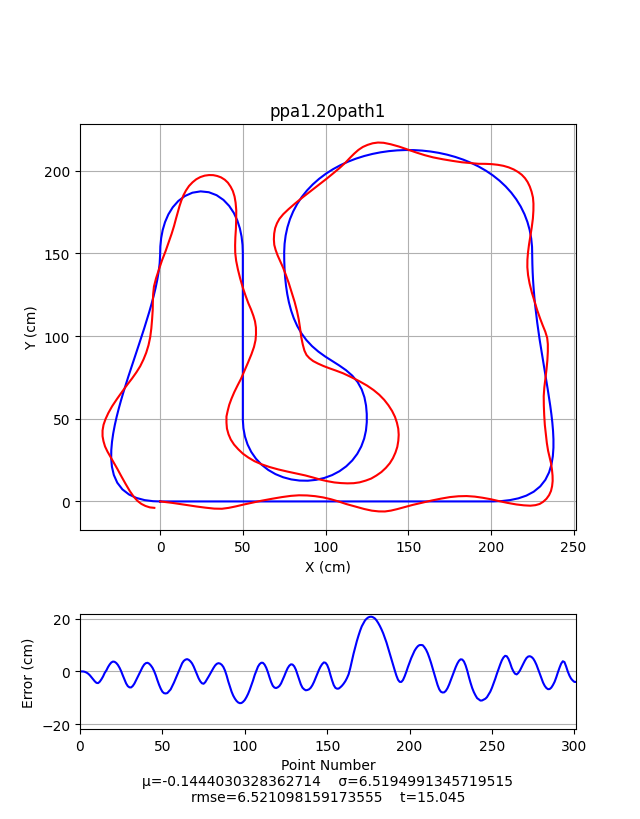 ppa1.20path1
200
150
100
50
0
Y (cm)
0 50 100 150 200 250
X (cm)
20
0
−20
Error (cm)
0 50 100 150 200 250 300
Point Number
μ=-0.1444030328362714 σ=6.5194991345719515
rmse=6.521098159173555 t=15.045